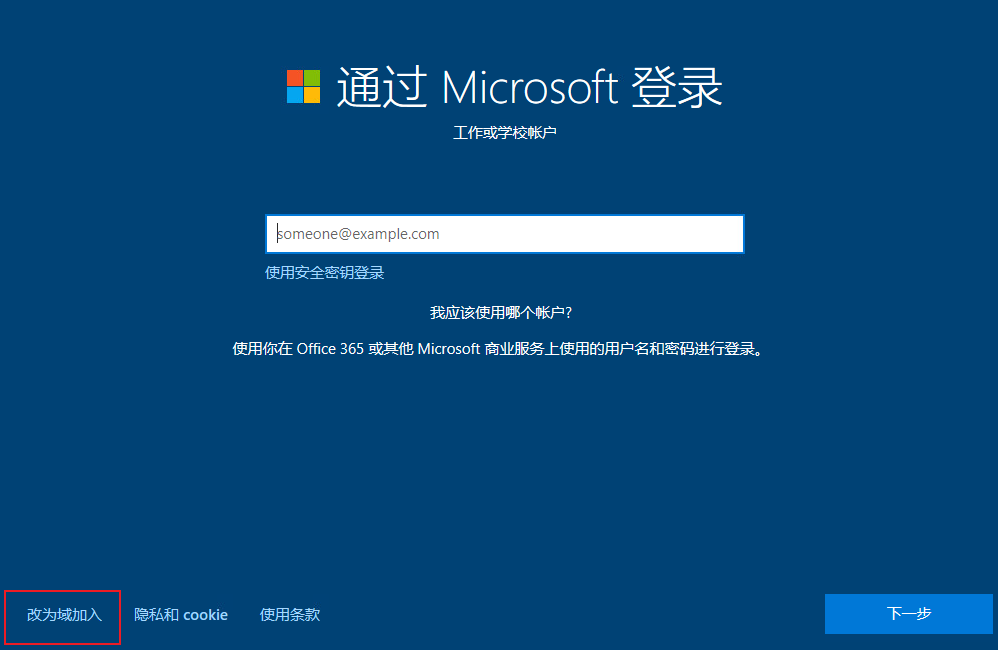 通过 Microsoft 登录
工作或学校帐户
someone@example.com
使用安全密钥登录
我应该使用哪个帐户?
使用你在 Office 365 或其他 Microsoft 商业服务上使用的用户名和密码进行登录。
改为域加入 隐私和 cookie 使用条款 下一步